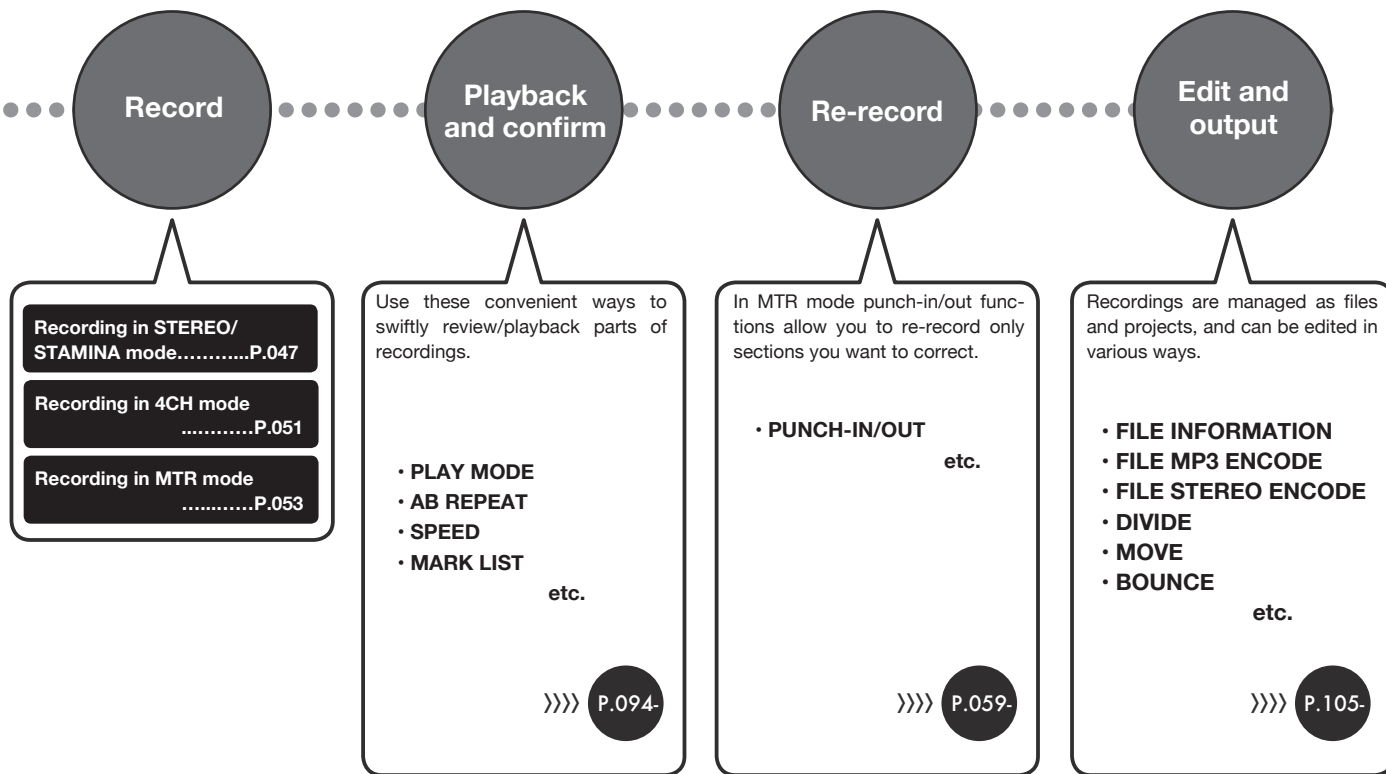 Record
Playback
and confirm
Re-record
Edit and
output
Recording in STEREO/
STAMINA mode………...P.047
Recording in 4CH mode
...………P.051
Recording in MTR mode
…...……P.053
Use these convenient ways to
swiftly review/playback parts of
recordings.
・PLAY MODE
・AB REPEAT
・SPEED
・MARK LIST
etc.
》》 P.094-
In MTR mode punch-in/out func-
tions allow you to re-record only
sections you want to correct.
・PUNCH-IN/OUT
etc.
》》 P.059-
Recordings are managed as files
and projects, and can be edited in
various ways.
・FILE INFORMATION
・FILE MP3 ENCODE
・FILE STEREO ENCODE
・DIVIDE
・MOVE
・BOUNCE
etc.
》》 P.105-